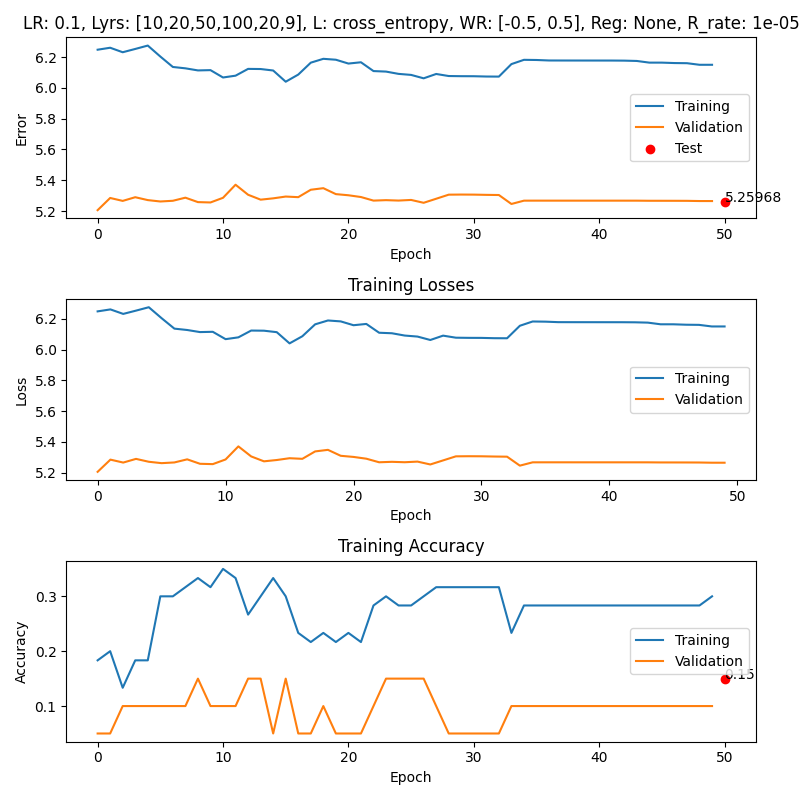 LR: 0.1, Lyrs: [10,20,50,100,20,9], L: cross_entropy, WR: [-0.5, 0.5], Reg: None, R_rate: 1e-05
6.2
6.0
5.8
5.6
5.4
5.2
Error
Training
Validation
Test
5.25968
0 10 20 30 40 50
Epoch
Training Losses
6.2
6.0
5.8
5.6
5.4
5.2
Loss
Training
Validation
0 10 20 30 40 50
Epoch
Training Accuracy
0.3
0.2
0.1
Accuracy
Training
Validation
0.15
0 10 20 30 40 50
Epoch